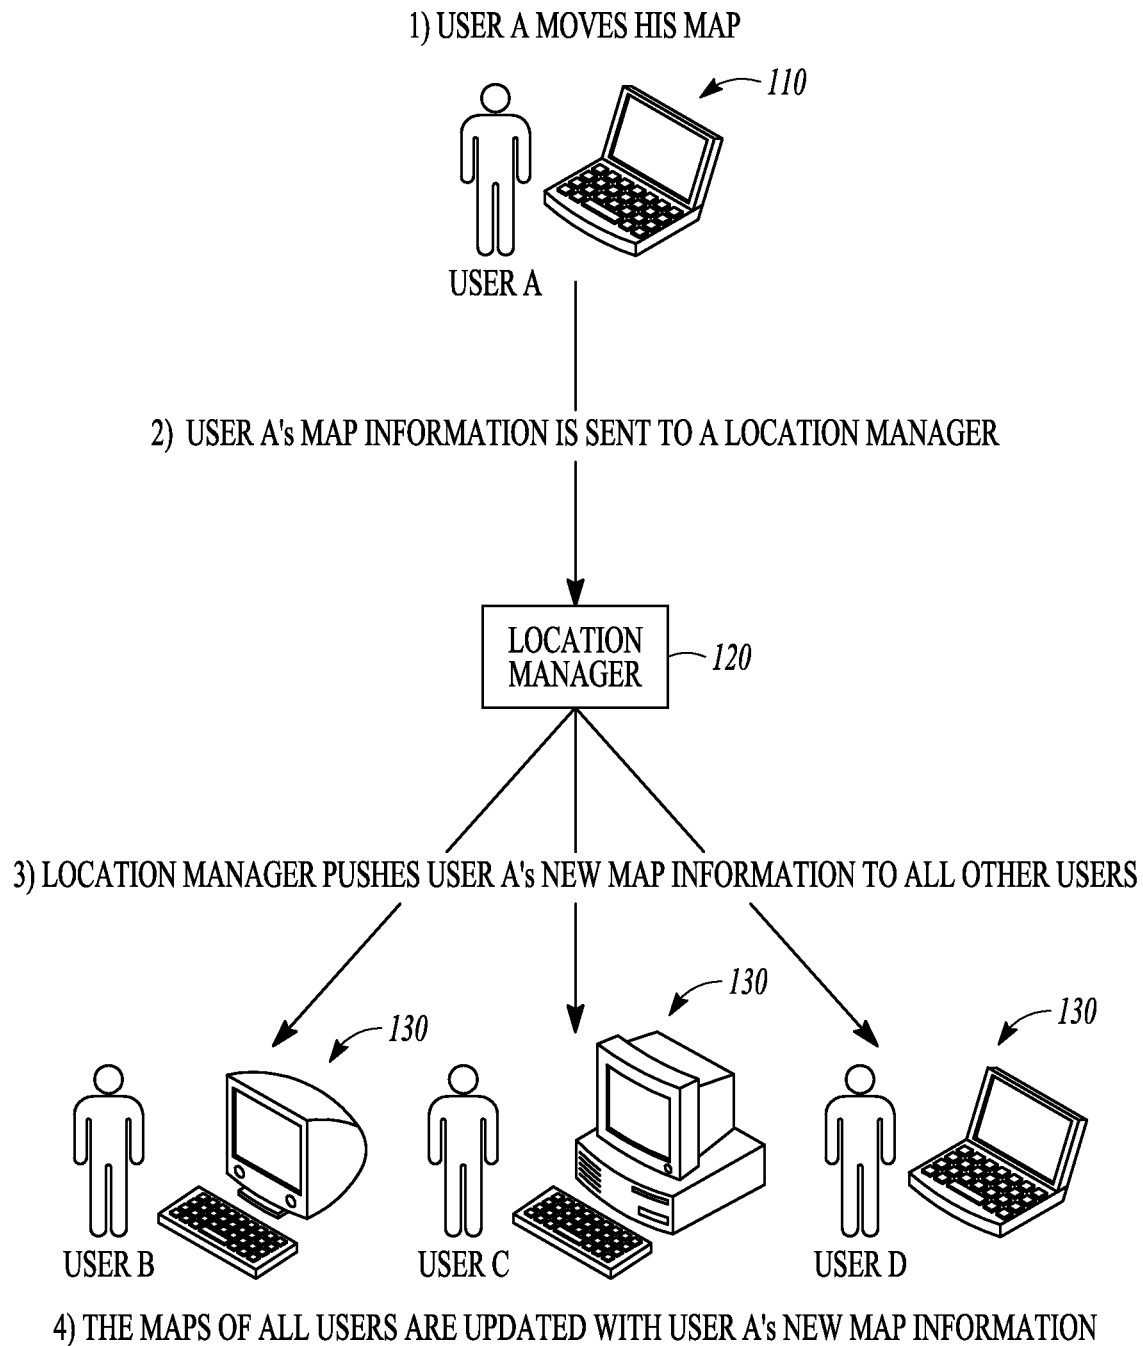 1) USER A MOVES HIS MAP
110
USER A
2) USER A's MAP INFORMATION IS SENT TO A LOCATION MANAGER
LOCATION
MANAGER
120
3) LOCATION MANAGER PUSHES USER A's NEW MAP INFORMATION TO ALL OTHER USERS
130
130
130
USER B
USER C
USER D
4) THE MAPS OF ALL USERS ARE UPDATED WITH USER A's NEW MAP INFORMATION